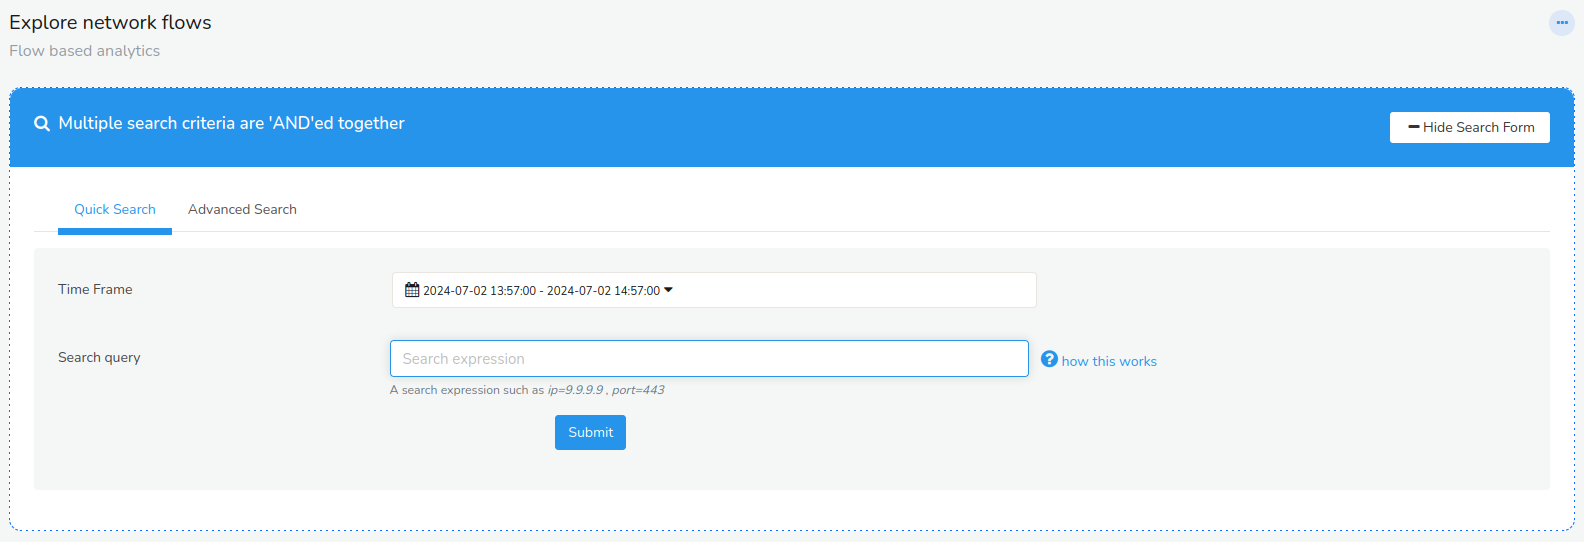 Explore network flows
Flow based analytics
Multiple search criteria are 'AND'ed together
Hide Search Form
Quick Search
Advanced Search
Time Frame
2024-07-02 13:57:00 - 2024-07-02 14:57:00
Search query
Search expression
how this works
A search expression such as ip=9.9.9.9 , port=443
Submit